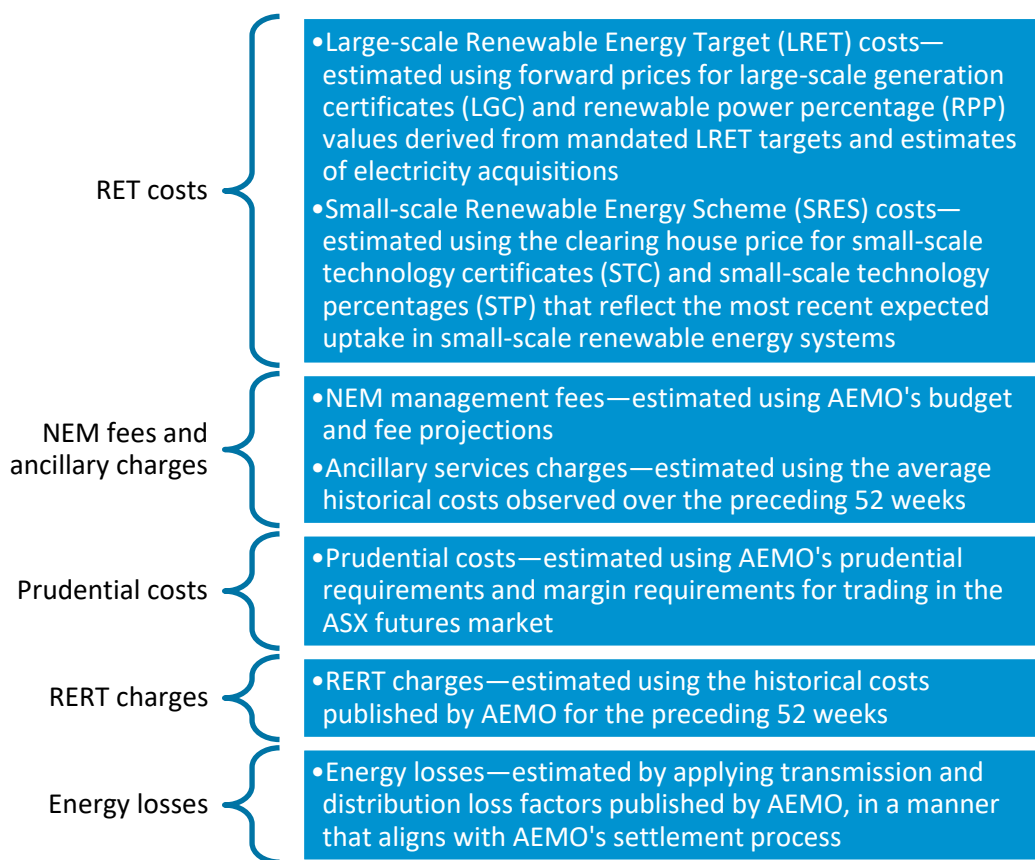 RET costs
•Large-scale Renewable Energy Target (LRET) costs—
estimated using forward prices for large-scale generation
certificates (LGC) and renewable power percentage (RPP)
values derived from mandated LRET targets and estimates
of electricity acquisitions
•Small-scale Renewable Energy Scheme (SRES) costs—
estimated using the clearing house price for small-scale
technology certificates (STC) and small-scale technology
percentages (STP) that reflect the most recent expected
uptake in small-scale renewable energy systems
NEM fees and
ancillary charges
•NEM management fees—estimated using AEMO's budget
and fee projections
•Ancillary services charges—estimated using the average
historical costs observed over the preceding 52 weeks
Prudential costs
•Prudential costs—estimated using AEMO's prudential
requirements and margin requirements for trading in the
ASX futures market
RERT charges
•RERT charges—estimated using the historical costs
published by AEMO for the preceding 52 weeks
Energy losses
•Energy losses—estimated by applying transmission and
distribution loss factors published by AEMO, in a manner
that aligns with AEMO's settlement process